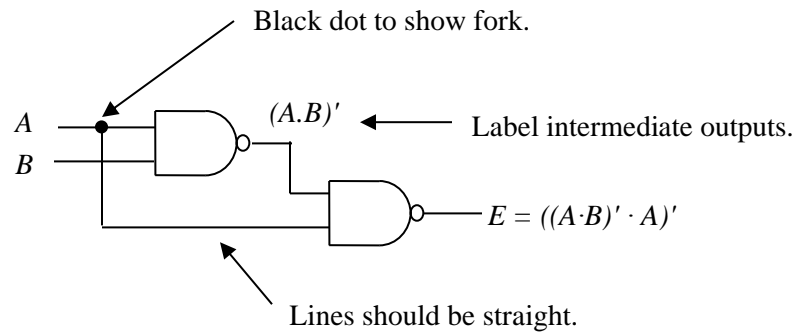 Black dot to show fork.
A
(A.B)'
Label intermediate outputs.
B
E = ((A·B)' · A)'
Lines should be straight.